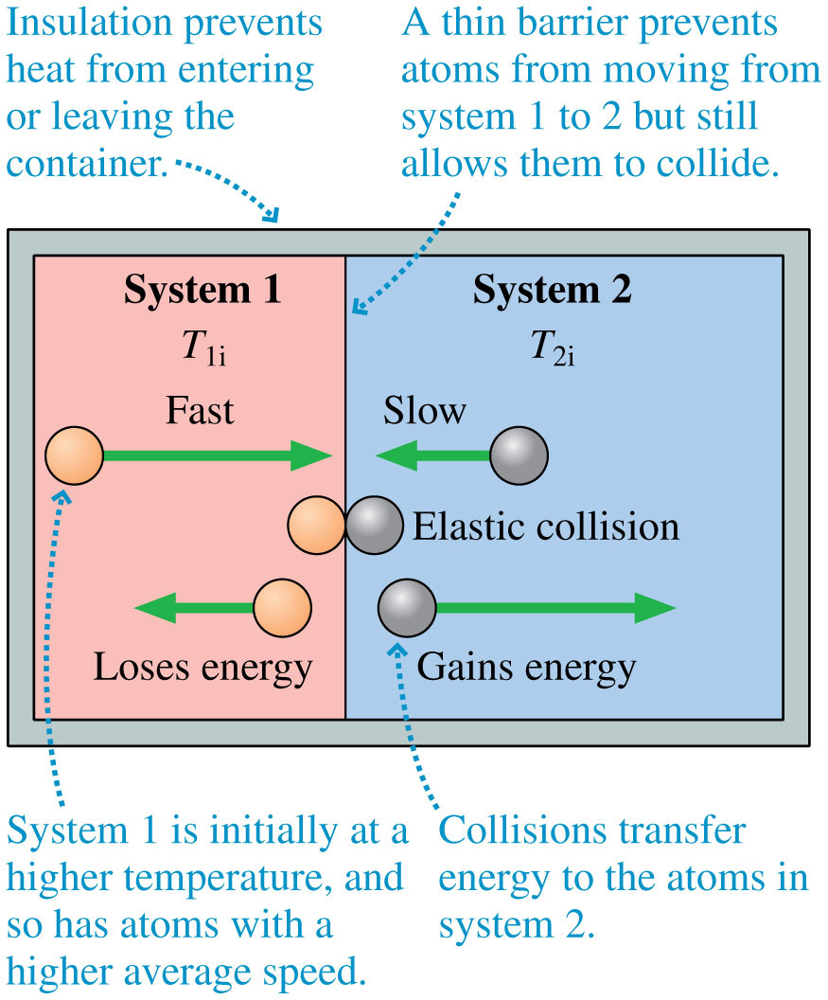 Insulation prevents
heat from entering
or leaving the
container.
A thin barrier prevents
atoms from moving from
system 1 to 2 but still
allows them to collide.
System 1
T1i
System 2
T2i
Fast
Slow
Elastic collision
Loses energy
Gains energy
System 1 is initially at a
higher temperature, and
so has atoms with a
higher average speed.
Collisions transfer
energy to the atoms in
system 2.